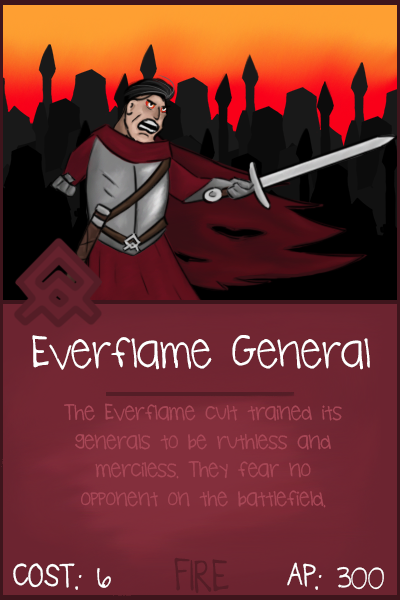 Everflame General
The Everflame cult trained its
generals to be ruthless and
merciless. They fear no
opponent on the battlefield.
COST: 6 FIRE AP: 300